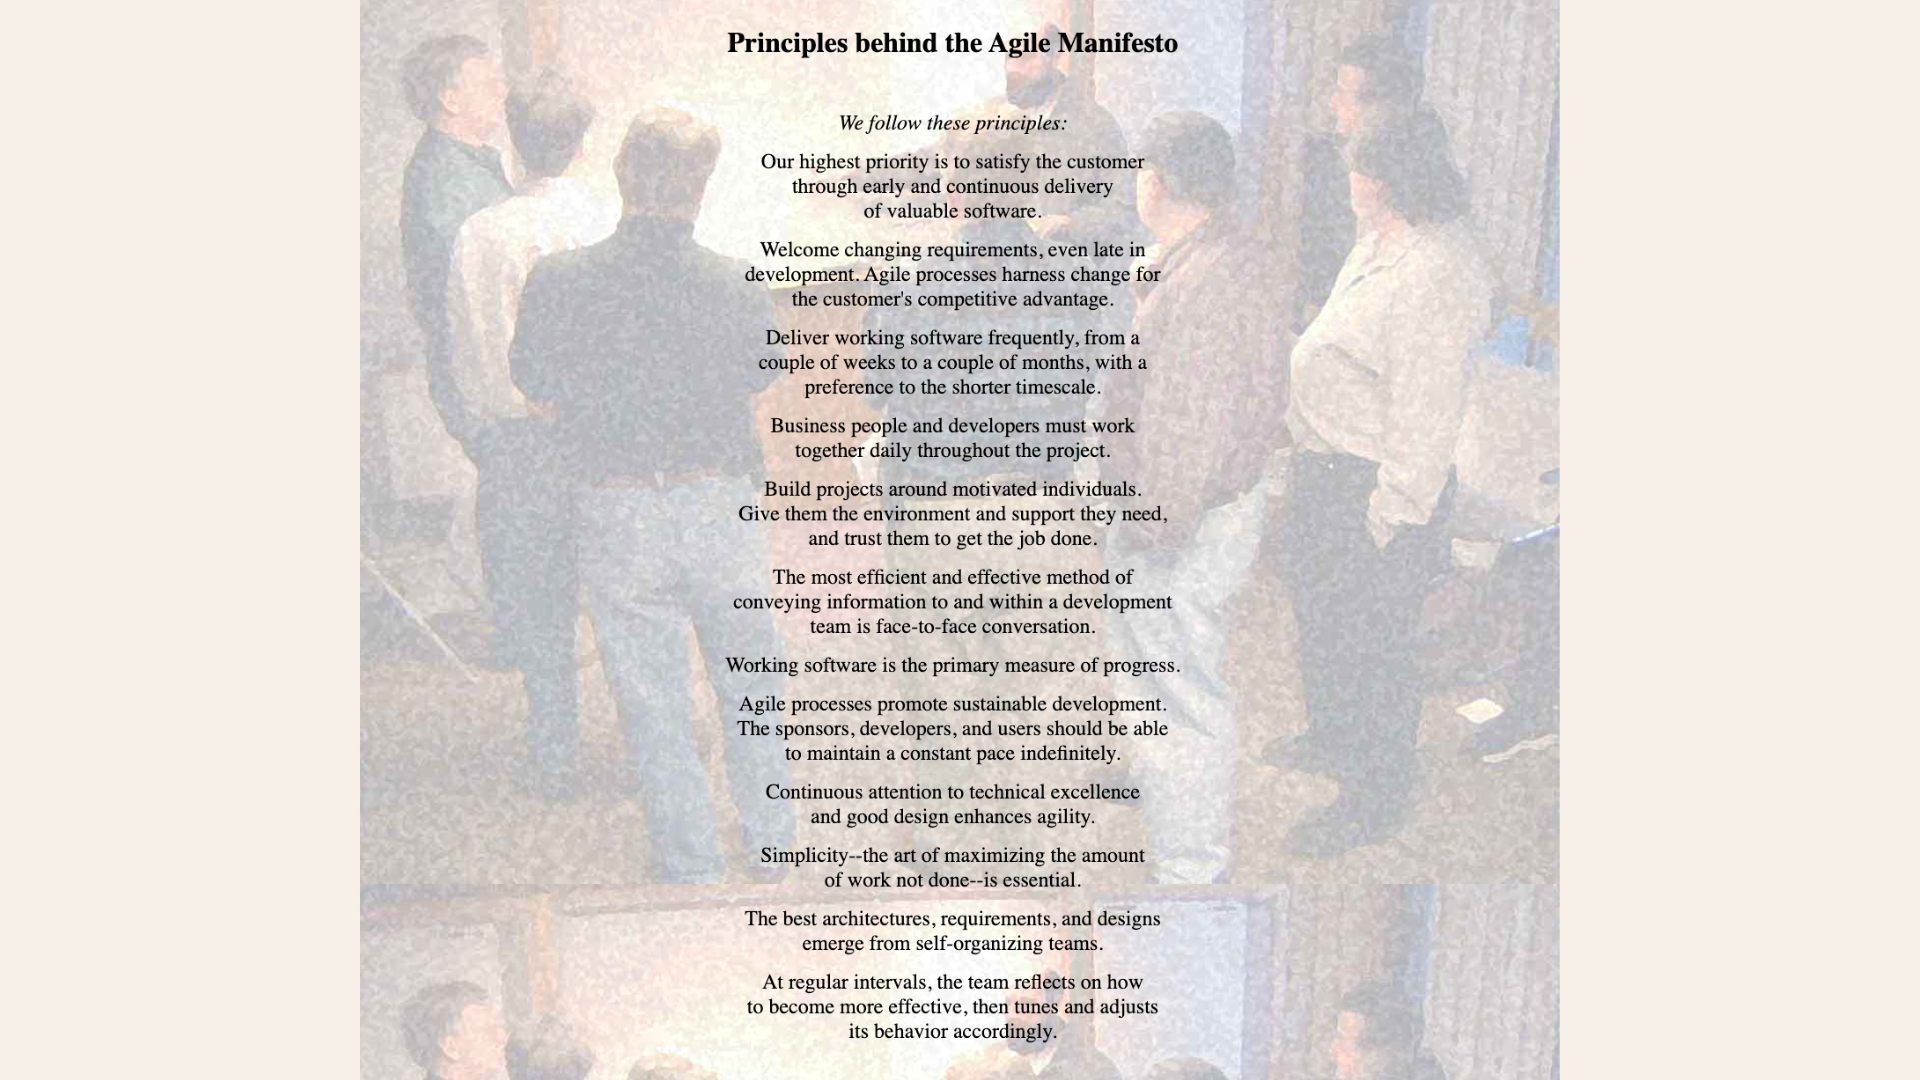 Principles behind the Agile Manifesto
We follow these principles:
Our highest priority is to satisfy the customer
through early and continuous delivery
of valuable software.
Welcome changing requirements, even late in
development. Agile processes harness change for
the customer's competitive advantage.
Deliver working software frequently, from a
couple of weeks to a couple of months, with a
preference to the shorter timescale.
Business people and developers must work
together daily throughout the project.
Build projects around motivated individuals.
Give them the environment and support they need,
and trust them to get the job done.
The most efficient and effective method of
conveying information to and within a development
team is face-to-face conversation.
Working software is the primary measure of progress.
Agile processes promote sustainable development.
The sponsors, developers, and users should be able
to maintain a constant pace indefinitely.
Continuous attention to technical excellence
and good design enhances agility.
Simplicity--the art of maximizing the amount
of work not done--is essential.
The best architectures, requirements, and designs
emerge from self-organizing teams.
At regular intervals, the team reflects on how
to become more effective, then tunes and adjusts
its behavior accordingly.